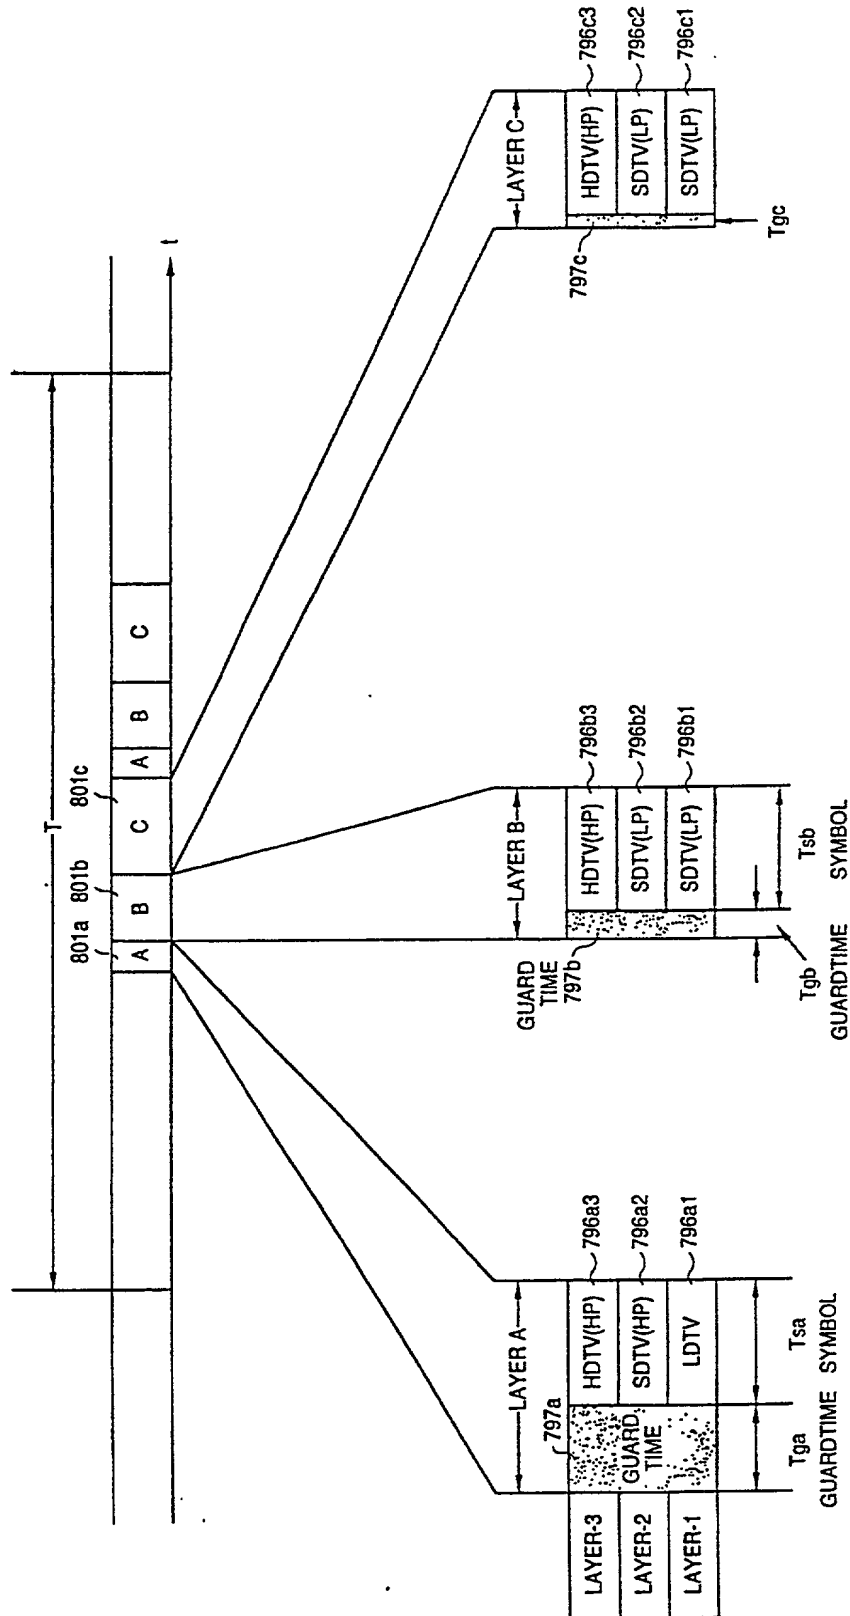 T
t
801a
801b
801c
A
B
C
A
B
C
LAYER A
LAYER B
LAYER C
797a
GUARD
TIME
797b
797c
LAYER-3
LAYER-2
LAYER-1
GUARD
TIME
HDTV(HP)
SDTV(HP)
LDTV
796a3
796a2
796a1
HDTV(HP)
SDTV(LP)
SDTV(LP)
796b3
796b2
796b1
HDTV(HP)
SDTV(LP)
SDTV(LP)
796c3
796c2
796c1
Tga
GUARDTIME
Tsa
SYMBOL
Tgb
GUARDTIME
Tsb
SYMBOL
Tgc